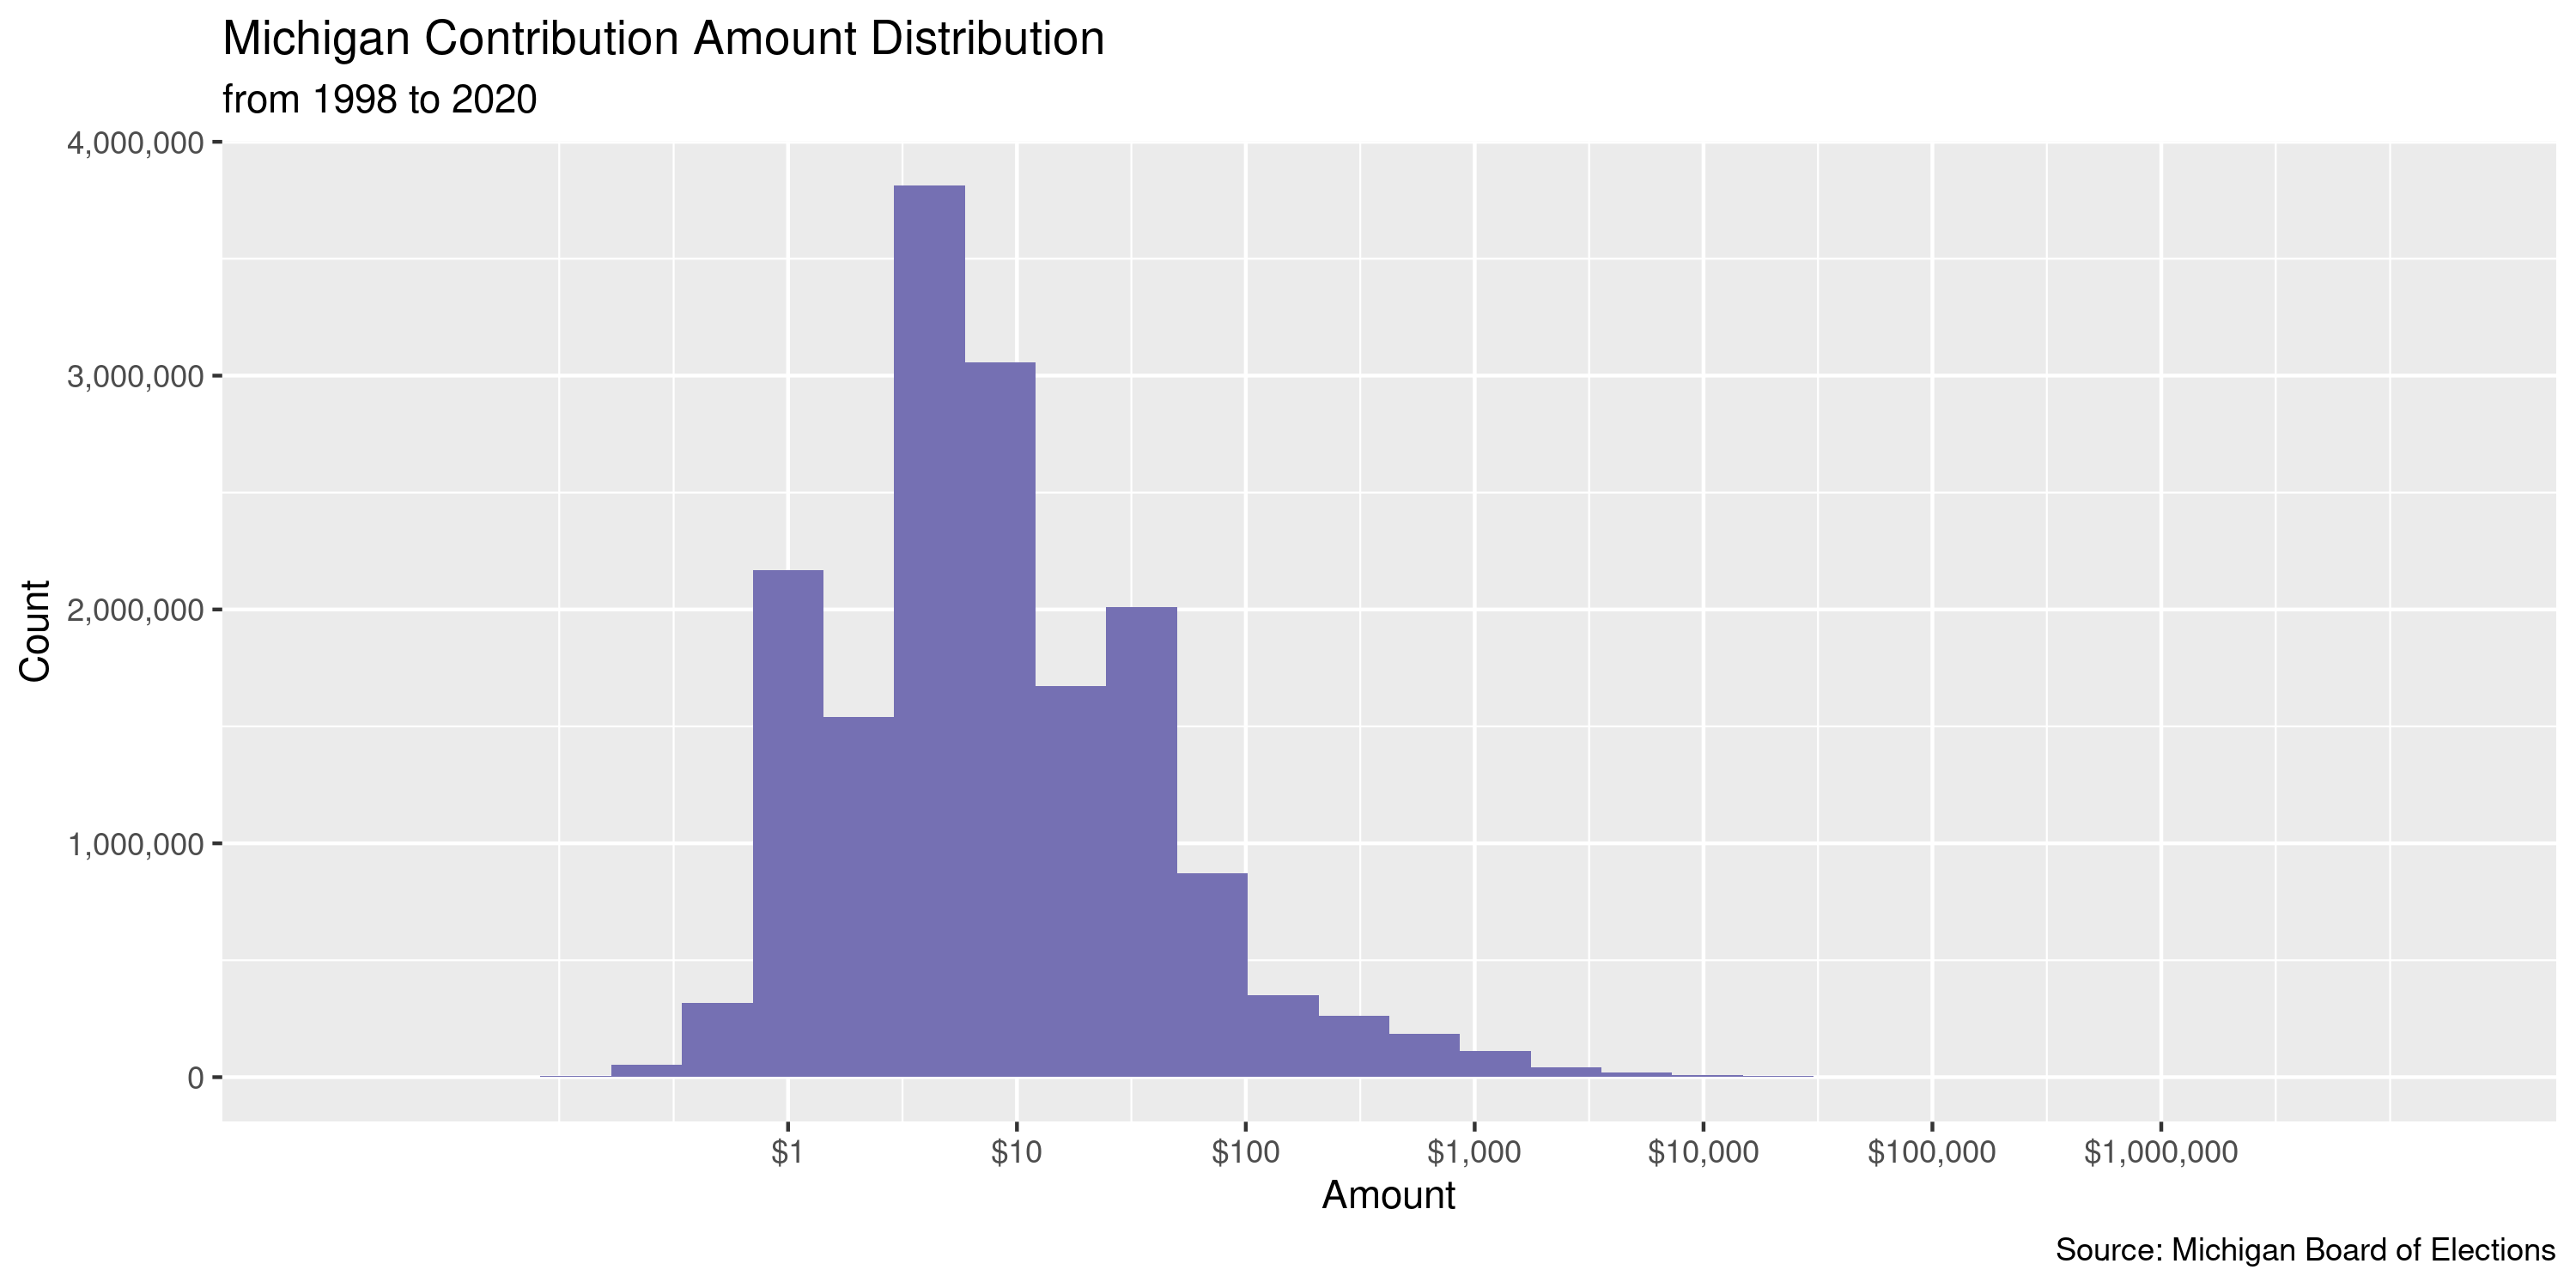 Michigan Contribution Amount Distribution
from 1998 to 2020
4,000,000
3,000,000
2,000,000
1,000,000
0
Count
$1 $10 $100 $1,000 $10,000 $100,000 $1,000,000
Amount
Source: Michigan Board of Elections